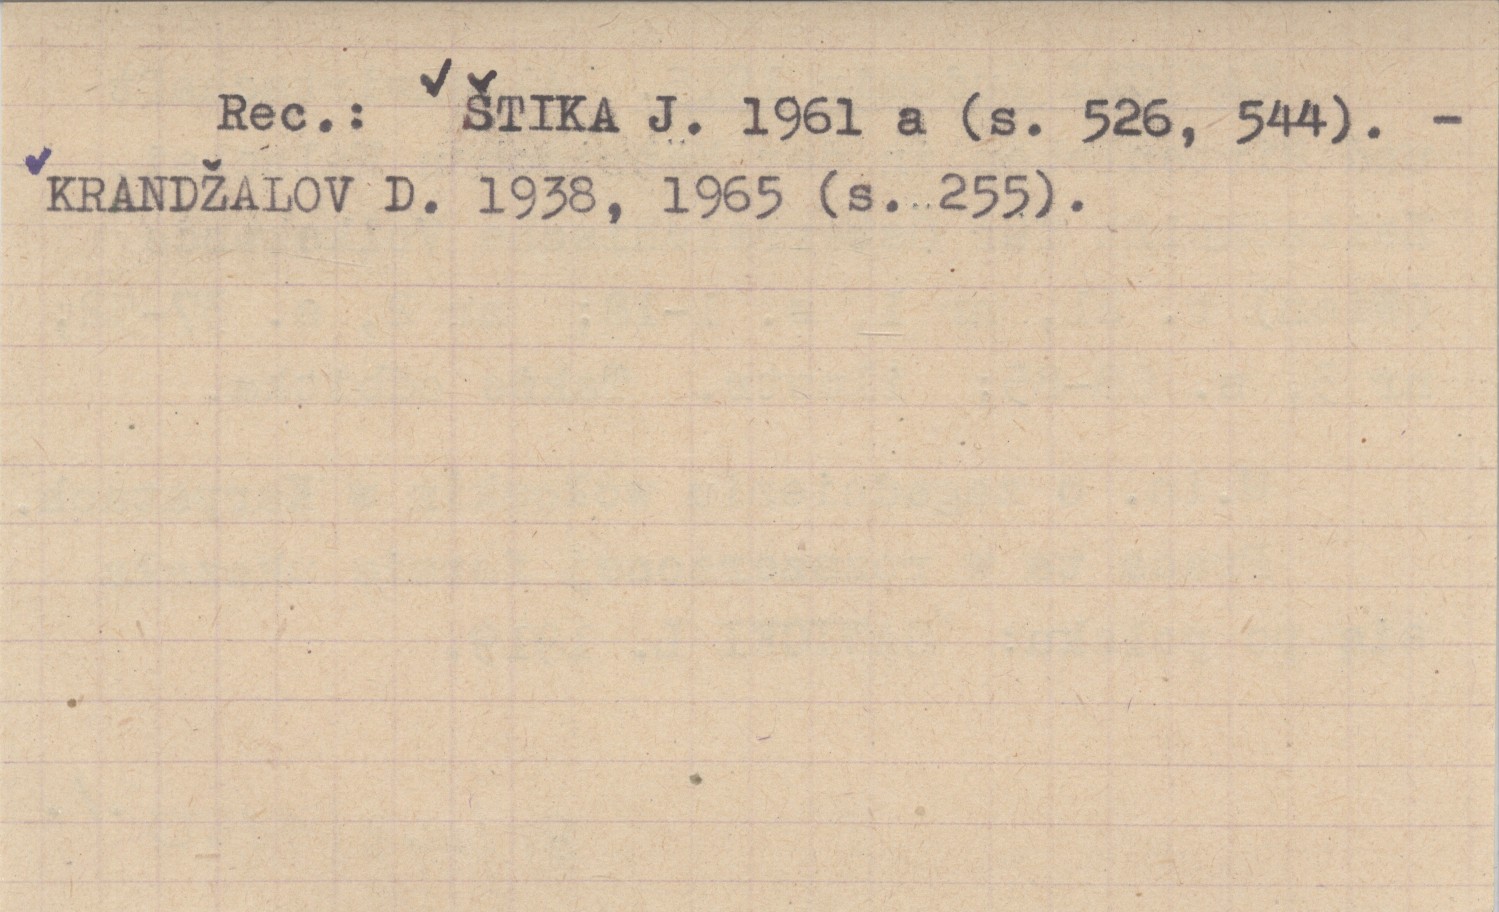 Rec.: ŠTIKA J. 1961 a (s. 526, 544). -
KRANDŽALOV D. 1938, 1965 (s. 255).